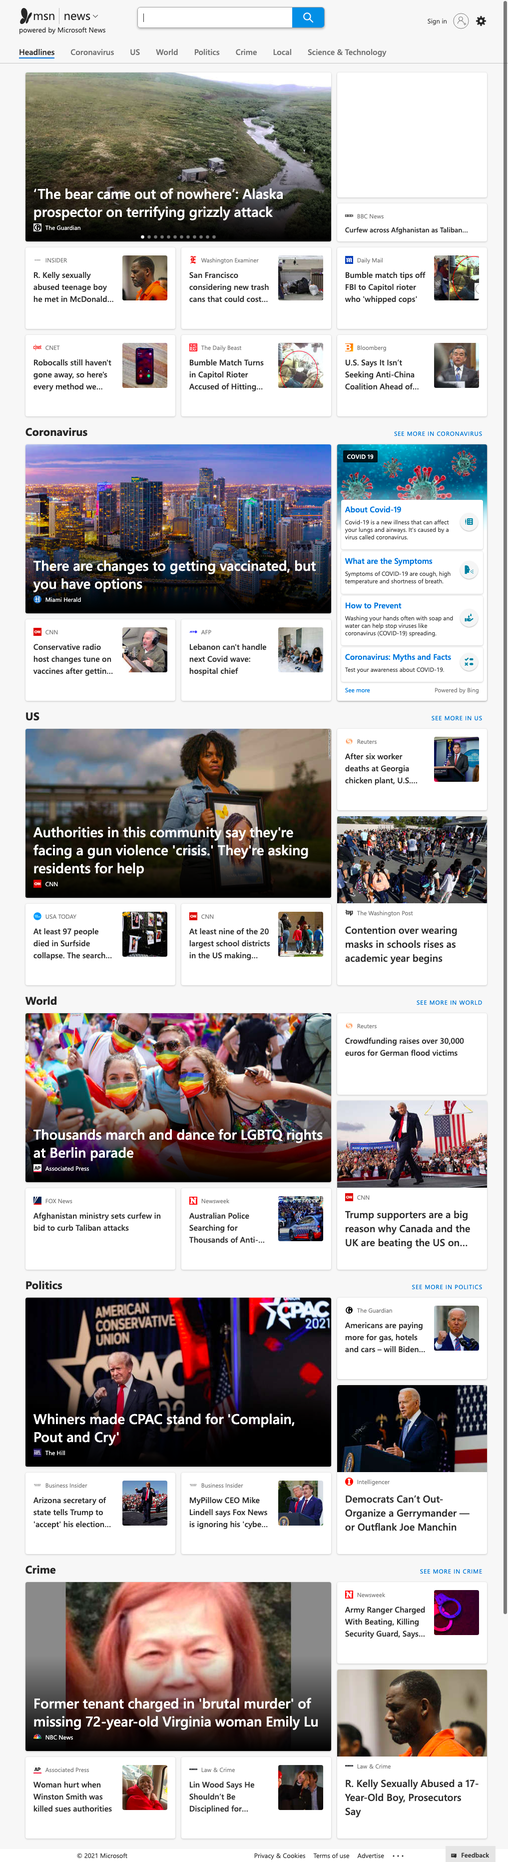 msn news
powered by Microsoft News
Sign in
Headlines Coronavirus US World Politics Crime Local Science & Technology
‘The bear came out of nowhere’: Alaska
prospector on terrifying grizzly attack
The Guardian
BBC News
Curfew across Afghanistan as Taliban...
INSIDER
R. Kelly sexually
abused teenage boy
he met in McDonald...
Washington Examiner
San Francisco
considering new trash
cans that could cost...
Daily Mail
Bumble match tips off
FBI to Capitol rioter
who 'whipped cops'
CNET
Robocalls still haven't
gone away, so here's
every method we...
The Daily Beast
Bumble Match Turns
in Capitol Rioter
Accused of Hitting...
Bloomberg
U.S. Says It Isn't
Seeking Anti-China
Coalition Ahead of...
Coronavirus
SEE MORE IN CORONAVIRUS
There are changes to getting vaccinated, but
you have options
Miami Herald
COVID 19
About Covid-19
Covid-19 is a new illness that can affect
your lungs and airways. It's caused by a
virus called coronavirus.
What are the Symptoms
Symptoms of COVID-19 are cough, high
temperature and shortness of breath.
How to Prevent
Washing your hands often with soap and
water can help stop viruses like
coronavirus (COVID-19) spreading.
Coronavirus: Myths and Facts
Test your awareness about COVID-19.
See more
Powered by Bing
CNN
Conservative radio
host changes tune on
vaccines after gettin...
AFP
Lebanon can't handle
next Covid wave:
hospital chief
US
SEE MORE IN US
Authorities in this community say they're
facing a gun violence 'crisis.' They're asking
residents for help
CNN
Reuters
After six worker
deaths at Georgia
chicken plant, U.S....
The Washington Post
Contention over wearing
masks in schools rises as
academic year begins
USA TODAY
At least 97 people
died in Surfside
collapse. The search...
CNN
At least nine of the 20
largest school districts
in the US making...
World
SEE MORE IN WORLD
Thousands march and dance for LGBTQ rights
at Berlin parade
AP Associated Press
Reuters
Crowdfunding raises over 30,000
euros for German flood victims
CNN
Trump supporters are a big
reason why Canada and the
UK are beating the US on...
FOX News
Afghanistan ministry sets curfew in
bid to curb Taliban attacks
Newsweek
Australian Police
Searching for
Thousands of Anti-...
Politics
SEE MORE IN POLITICS
AMERICAN
CONSERVATIVE
UNION
CPAC
CPAC
2021
Whiners made CPAC stand for 'Complain,
Pout and Cry'
The Hill
The Guardian
Americans are paying
more for gas, hotels
and cars – will Biden...
Intelligencer
Democrats Can’t Out-
Organize a Gerrymander —
or Outflank Joe Manchin
Business Insider
Arizona secretary of
state tells Trump to
'accept' his election...
Business Insider
MyPillow CEO Mike
Lindell says Fox News
is ignoring his 'cybe...
Crime
SEE MORE IN CRIME
Former tenant charged in 'brutal murder' of
missing 72-year-old Virginia woman Emily Lu
NBC News
Newsweek
Army Ranger Charged
With Beating, Killing
Security Guard, Says...
Law & Crime
R. Kelly Sexually Abused a 17-
Year-Old Boy, Prosecutors
Say
AP Associated Press
Woman hurt when
Winston Smith was
killed sues authorities
Law & Crime
Lin Wood Says He
Shouldn't Be
Disciplined for...
© 2021 Microsoft
Privacy & Cookies Terms of use Advertise ...
Feedback